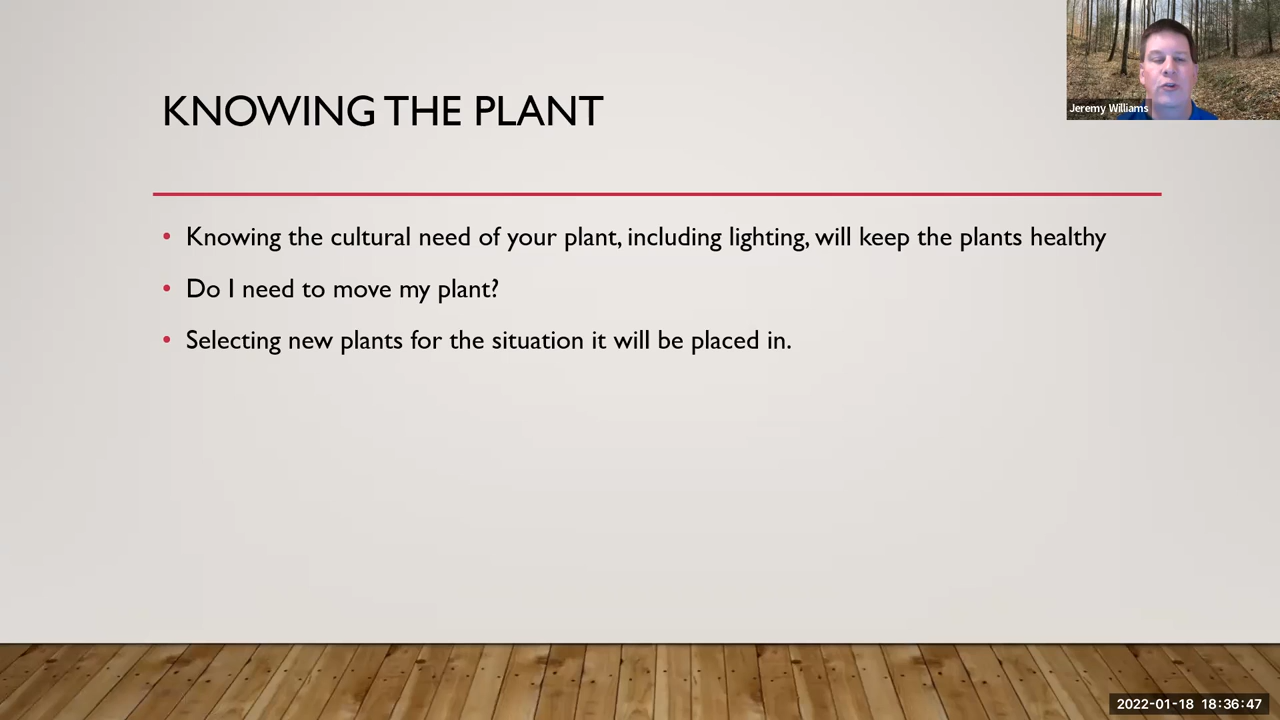 Jeremy Williams
KNOWING THE PLANT
• Knowing the cultural need of your plant, including lighting, will keep the plants healthy
• Do I need to move my plant?
• Selecting new plants for the situation it will be placed in.
2022-01-18 18:36:47